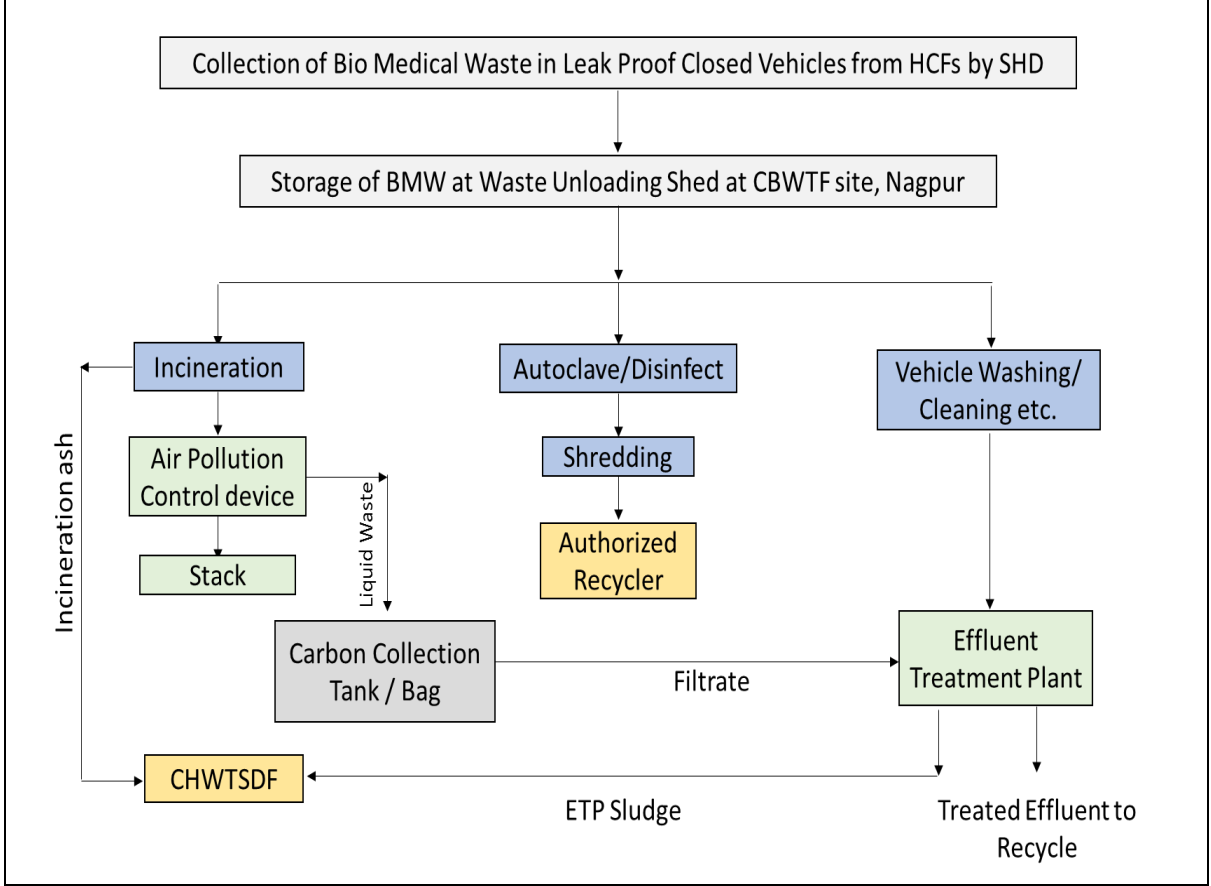 Collection of Bio Medical Waste in Leak Proof Closed Vehicles from HCFs by SHD
Storage of BMW at Waste Unloading Shed at CBWTF site, Nagpur
Incineration
Autoclave/Disinfect
Vehicle Washing/
Cleaning etc.
Incineration ash
Air Pollution
Control device
Shredding
Liquid Waste
Stack
Authorized
Recycler
Carbon Collection
Tank / Bag
Filtrate
Effluent
Treatment Plant
CHWTSDF
ETP Sludge
Treated Effluent to
Recycle